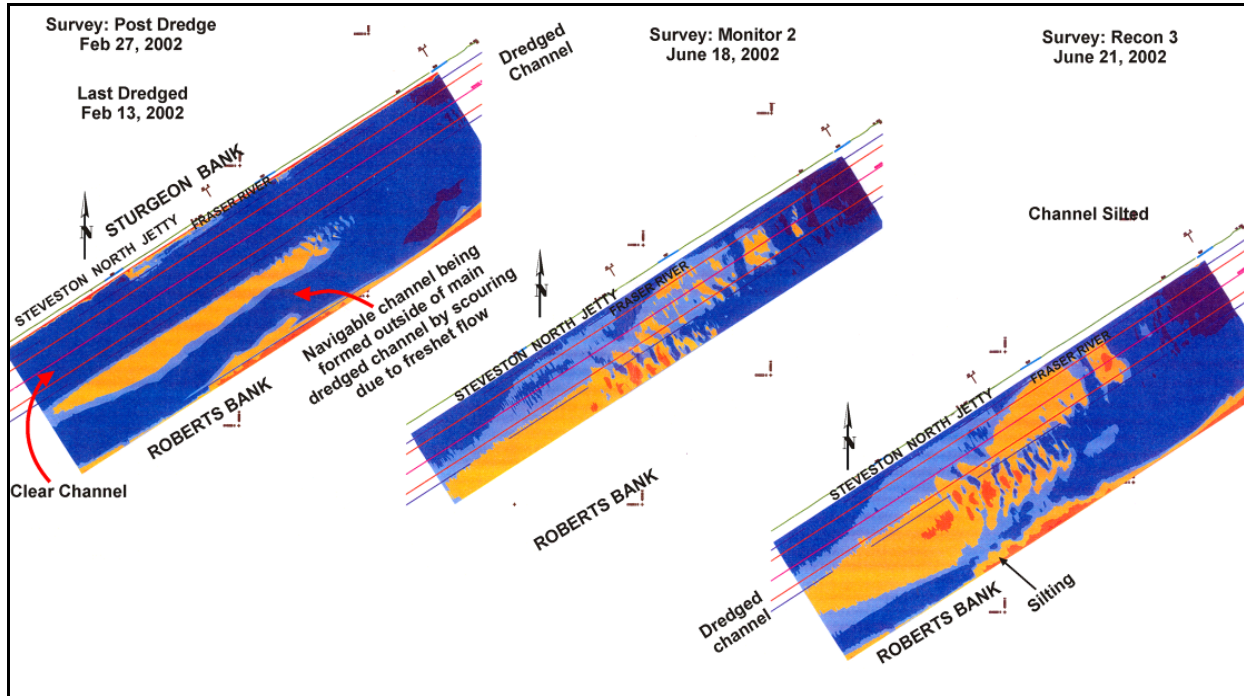 Survey: Post Dredge
Feb 27, 2002
Last Dredged
Feb 13, 2002
Dredged
Channel
STURGEON BANK
FRASER RIVER
STEVESTON NORTH JETTY
N
Navigable channel being
formed outside of main
dredged channel by scouring
due to freshet flow
ROBERTS BANK
Clear Channel
Survey: Monitor 2
June 18, 2002
N
STEVESTON NORTH JETTY
FRASER RIVER
ROBERTS BANK
Survey: Recon 3
June 21, 2002
Channel Silted
N
STEVESTON NORTH JETTY
FRASER RIVER
Dredged
channel
ROBERTS BANK
Silting